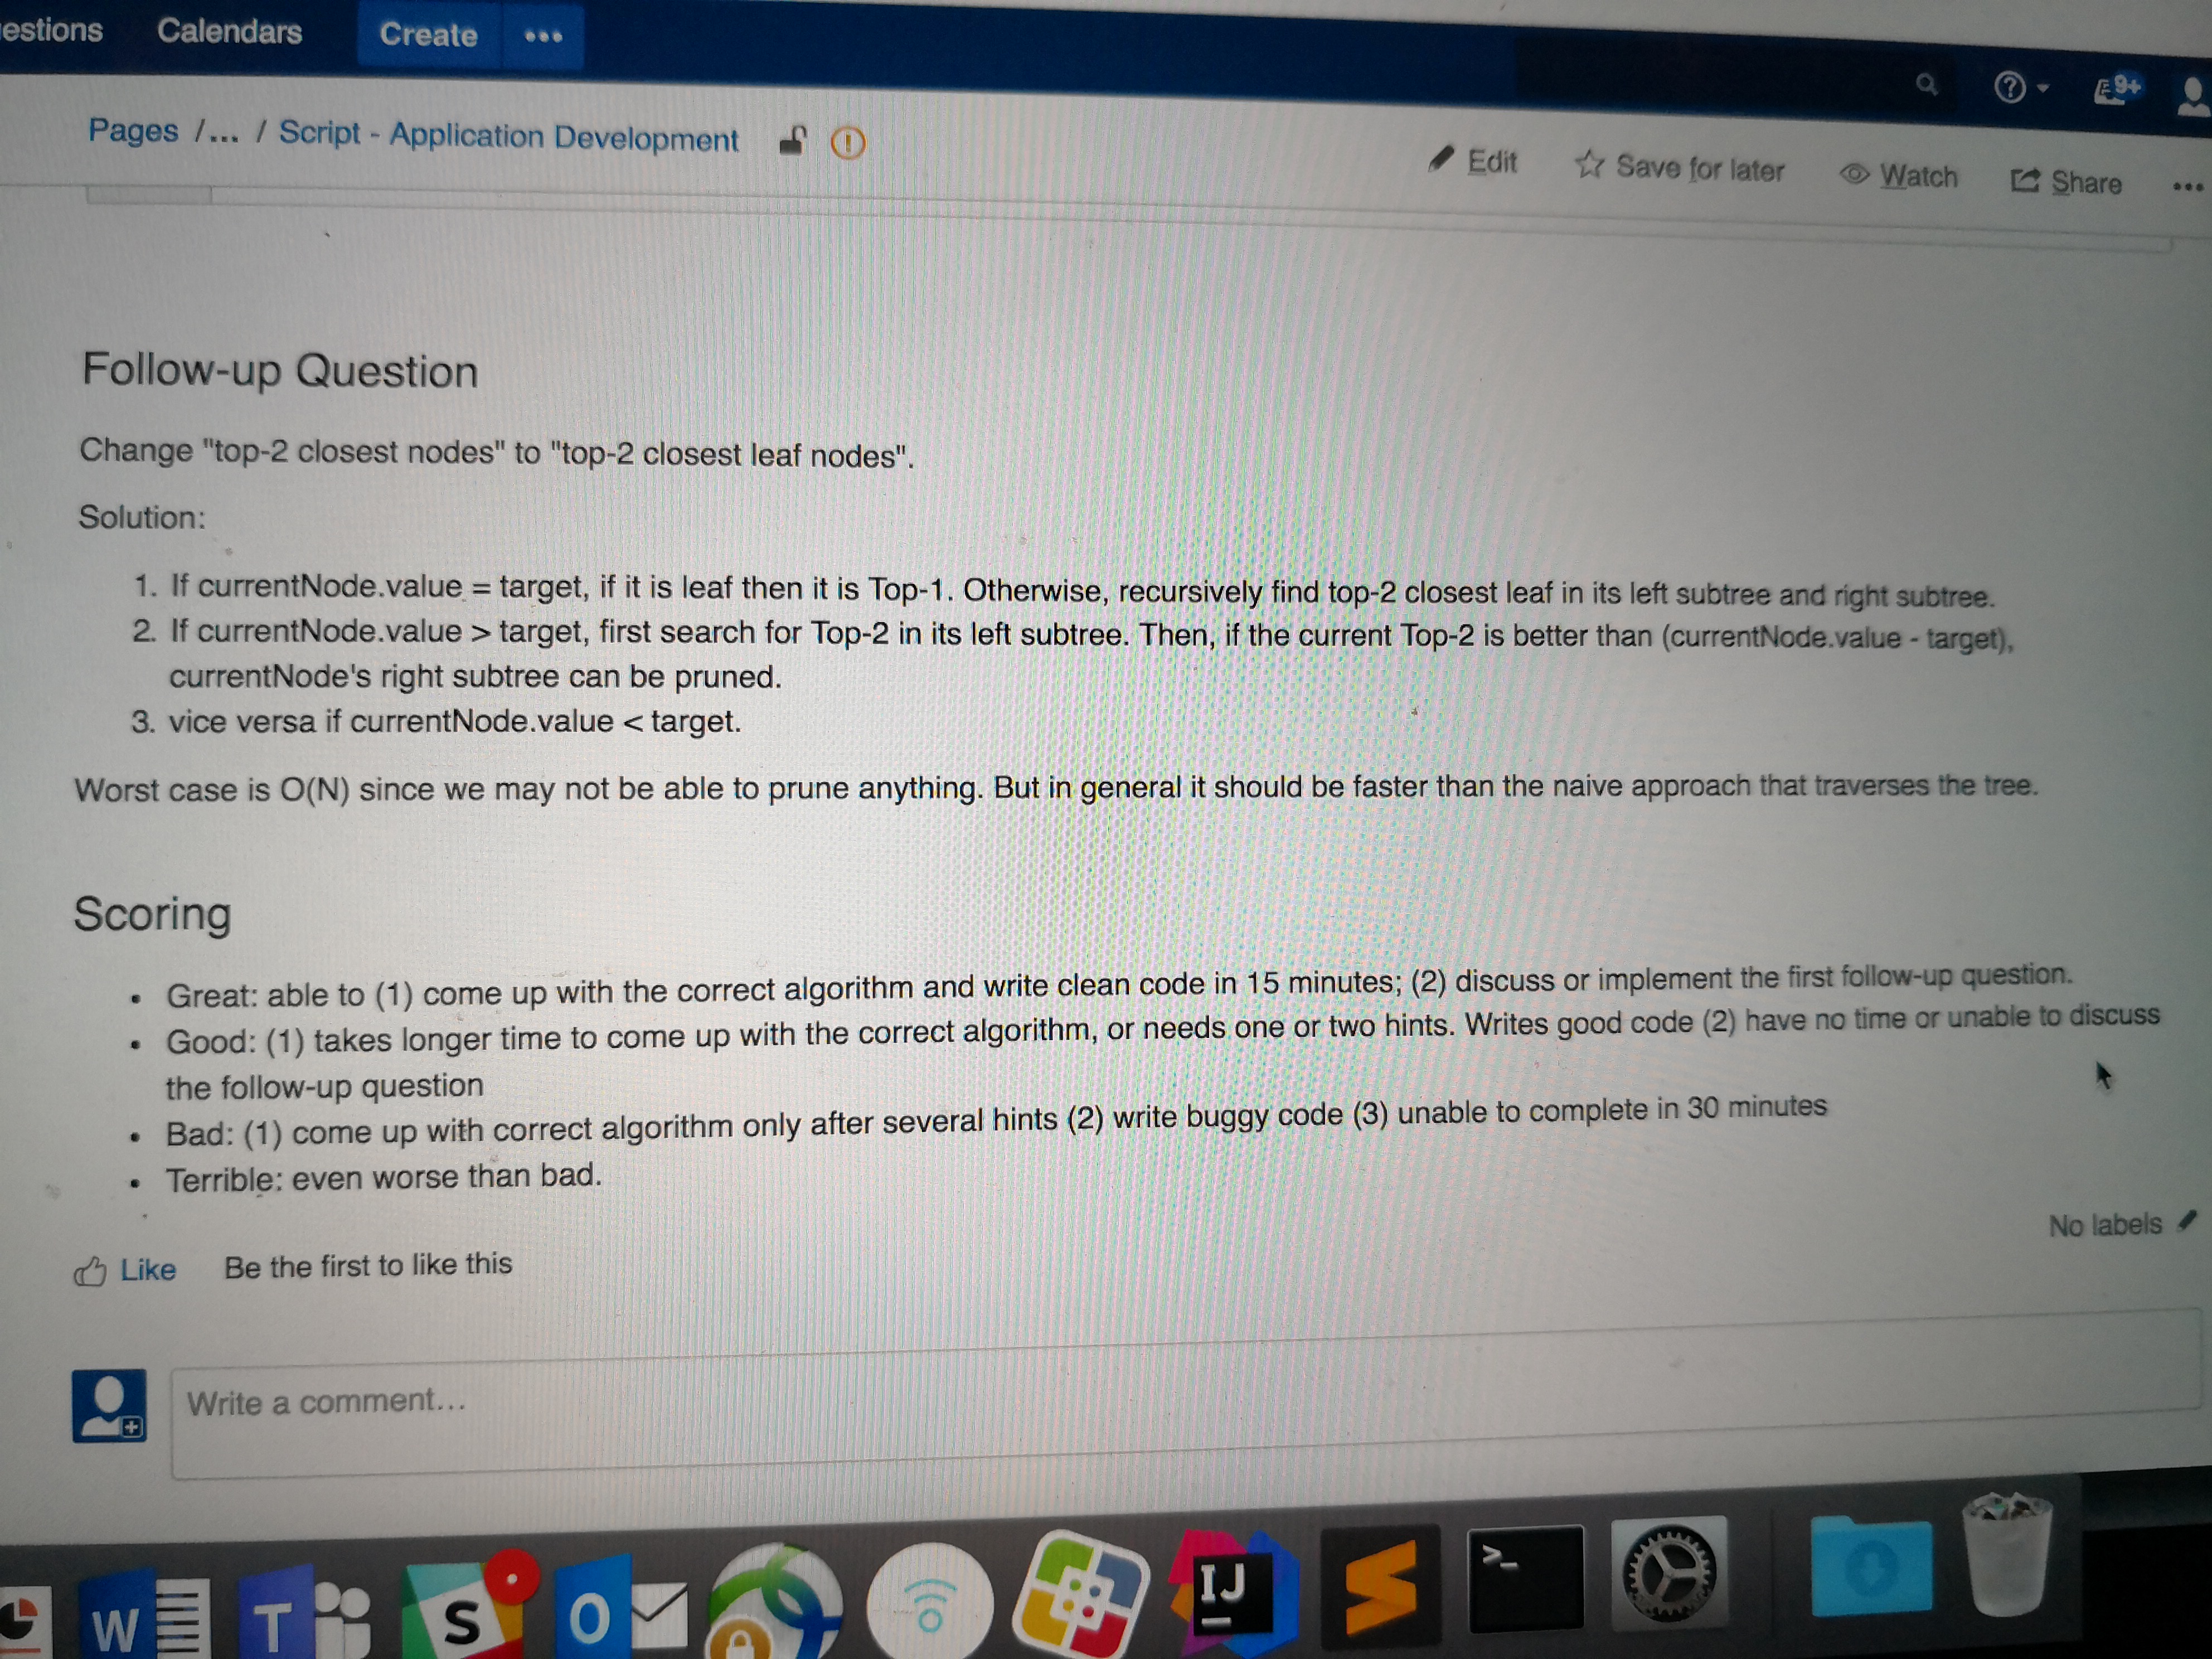 estions Calendars Create •••
9+
Pages /... / Script - Application Development
Edit Save for later Watch Share •••
Follow-up Question
Change "top-2 closest nodes" to "top-2 closest leaf nodes".
Solution:
1. If currentNode.value = target, if it is leaf then it is Top-1. Otherwise, recursively find top-2 closest leaf in its left subtree and right subtree.
2. If currentNode.value > target, first search for Top-2 in its left subtree. Then, if the current Top-2 is better than (currentNode.value - target),
currentNode's right subtree can be pruned.
3. vice versa if currentNode.value < target.
Worst case is O(N) since we may not be able to prune anything. But in general it should be faster than the naive approach that traverses the tree.
Scoring
• Great: able to (1) come up with the correct algorithm and write clean code in 15 minutes; (2) discuss or implement the first follow-up question.
• Good: (1) takes longer time to come up with the correct algorithm, or needs one or two hints. Writes good code (2) have no time or unable to discuss
the follow-up question
• Bad: (1) come up with correct algorithm only after several hints (2) write buggy code (3) unable to complete in 30 minutes
• Terrible: even worse than bad.
No labels
Like Be the first to like this
Write a comment...
W T S O IJ >_